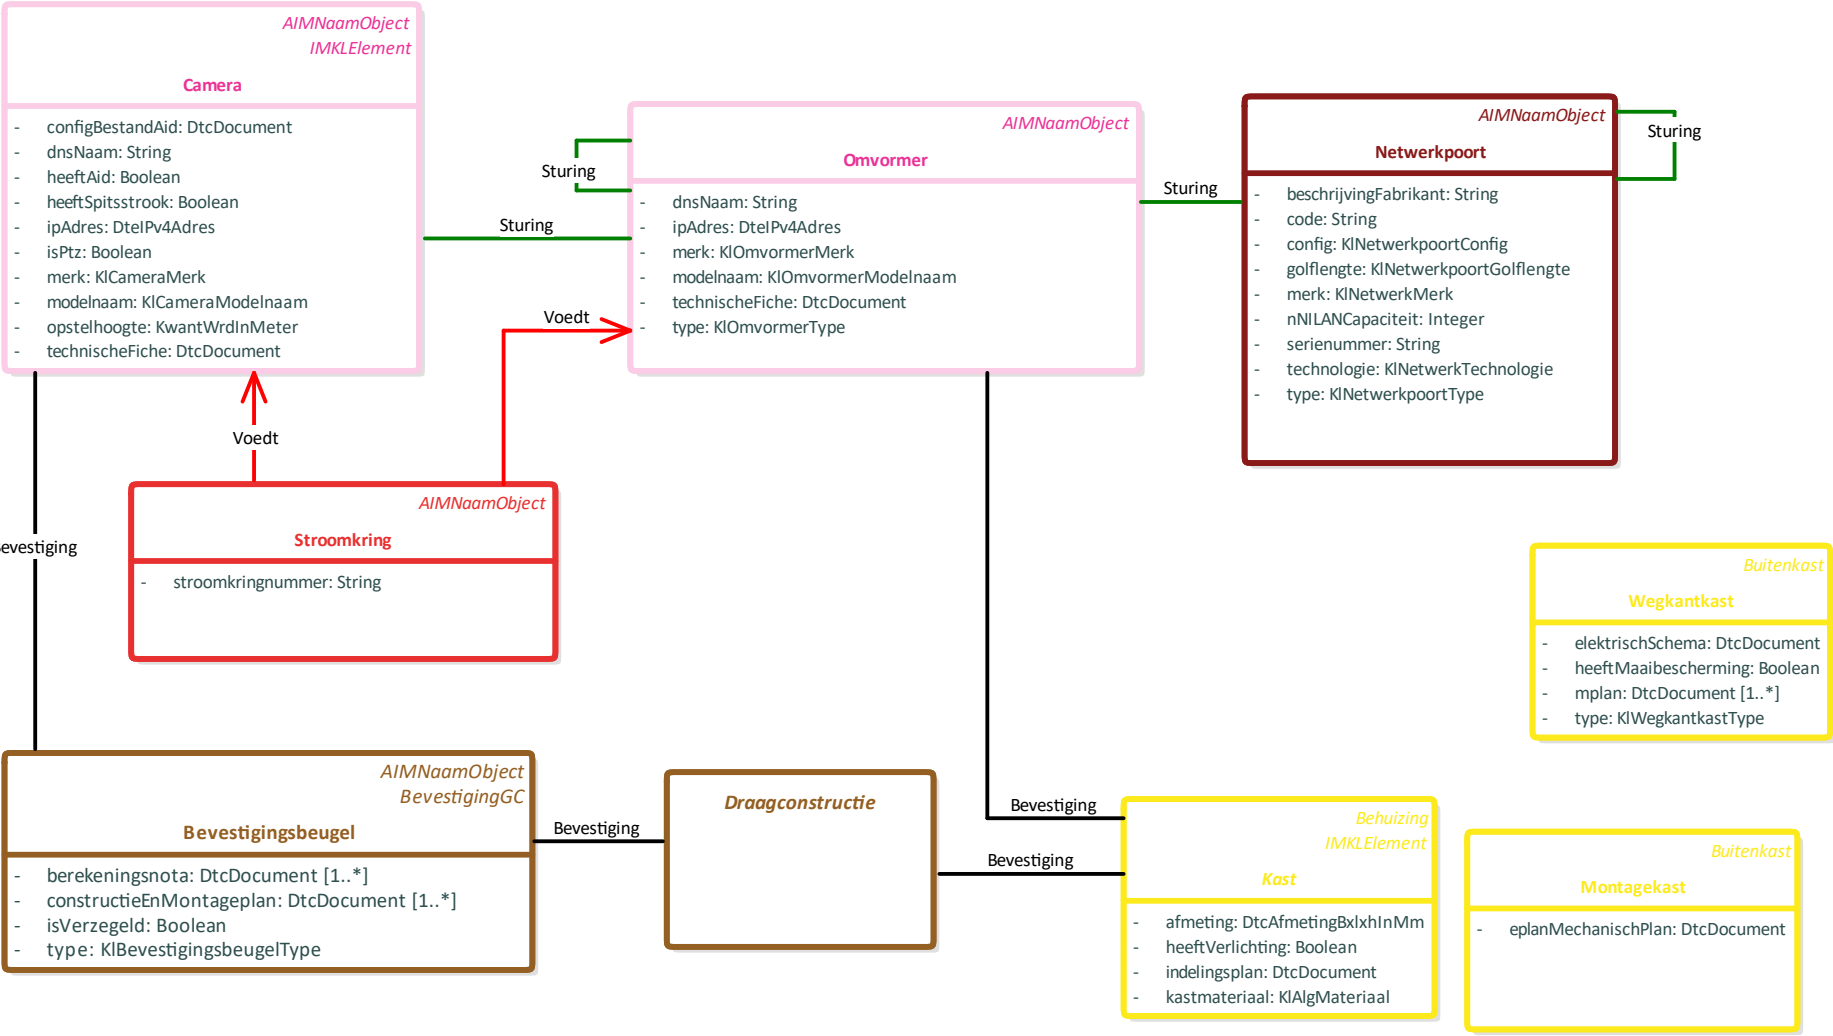 AIMNaamObject
IMKLElement
Camera
- configBestandAid: DtcDocument
- dnsNaam: String
- heeftAid: Boolean
- heeftSpitsstrook: Boolean
- ipAdres: DteIPv4Adres
- isPtz: Boolean
- merk: KlCameraMerk
- modelnaam: KlCameraModelnaam
- opstelhoogte: KwantWrdInMeter
- technischeFiche: DtcDocument
Sturing
Sturing
AIMNaamObject
Omvormer
- dnsNaam: String
- ipAdres: DteIPv4Adres
- merk: KlOmvormerMerk
- modelnaam: KlOmvormerModelnaam
- technischeFiche: DtcDocument
- type: KlOmvormerType
Sturing
AIMNaamObject
Netwerkpoort
- beschrijvingFabrikant: String
- code: String
- config: KlNetwerkpoortConfig
- golflengte: KlNetwerkpoortGolflengte
- merk: KlNetwerkMerk
- nNILANCapaciteit: Integer
- serienummer: String
- technologie: KlNetwerkTechnologie
- type: KlNetwerkpoortType
Sturing
Voedt
Voedt
AIMNaamObject
Stroomkring
- stroomkringnummer: String
evestiging
Buitenkast
Wegkantkast
- elektrischSchema: DtcDocument
- heeftMaaibescherming: Boolean
- mplan: DtcDocument [1..*]
- type: KlWegkantkastType
AIMNaamObject
BevestigingGC
Bevestigingsbeugel
- berekeningsnota: DtcDocument [1..*]
- constructieEnMontageplan: DtcDocument [1..*]
- isVerzegeld: Boolean
- type: KlBevestigingsbeugelType
Bevestiging
Draagconstructie
Bevestiging
Bevestiging
Behuizing
IMKLElement
Kast
- afmeting: DtcAfmetingBxlxhInMm
- heeftVerlichting: Boolean
- indelingsplan: DtcDocument
- kastmateriaal: KlAlgMateriaal
Buitenkast
Montagekast
- eplanMechanischPlan: DtcDocument